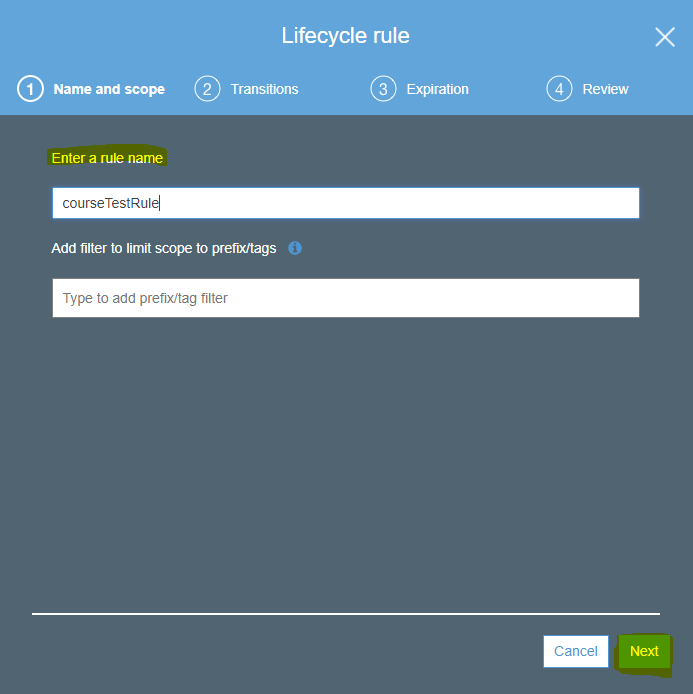 Lifecycle rule
1 Name and scope 2 Transitions 3 Expiration 4 Review
Enter a rule name
courseTestRule
Add filter to limit scope to prefix/tags i
Type to add prefix/tag filter
Cancel Next